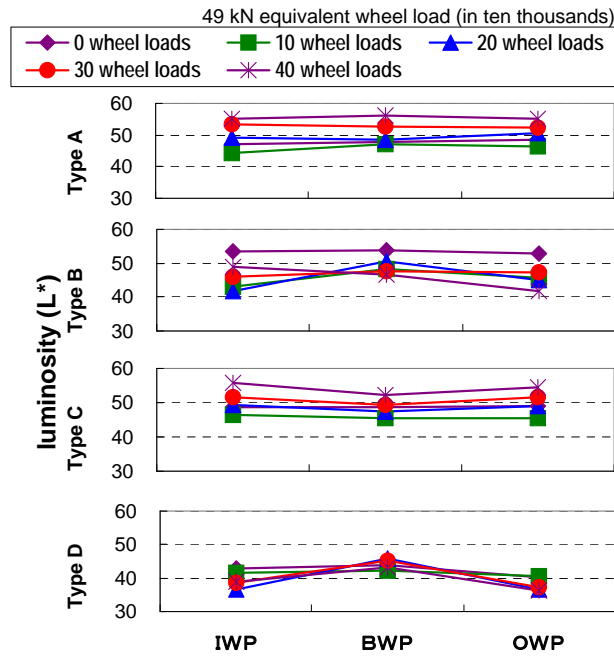 49 kN equivalent wheel load (in ten thousands)
0 wheel loads 10 wheel loads 20 wheel loads
30 wheel loads 40 wheel loads
luminosity (L*)
Type A
60
50
40
30
Type B
60
50
40
30
Type C
60
50
40
30
Type D
60
50
40
30
IWP BWP OWP